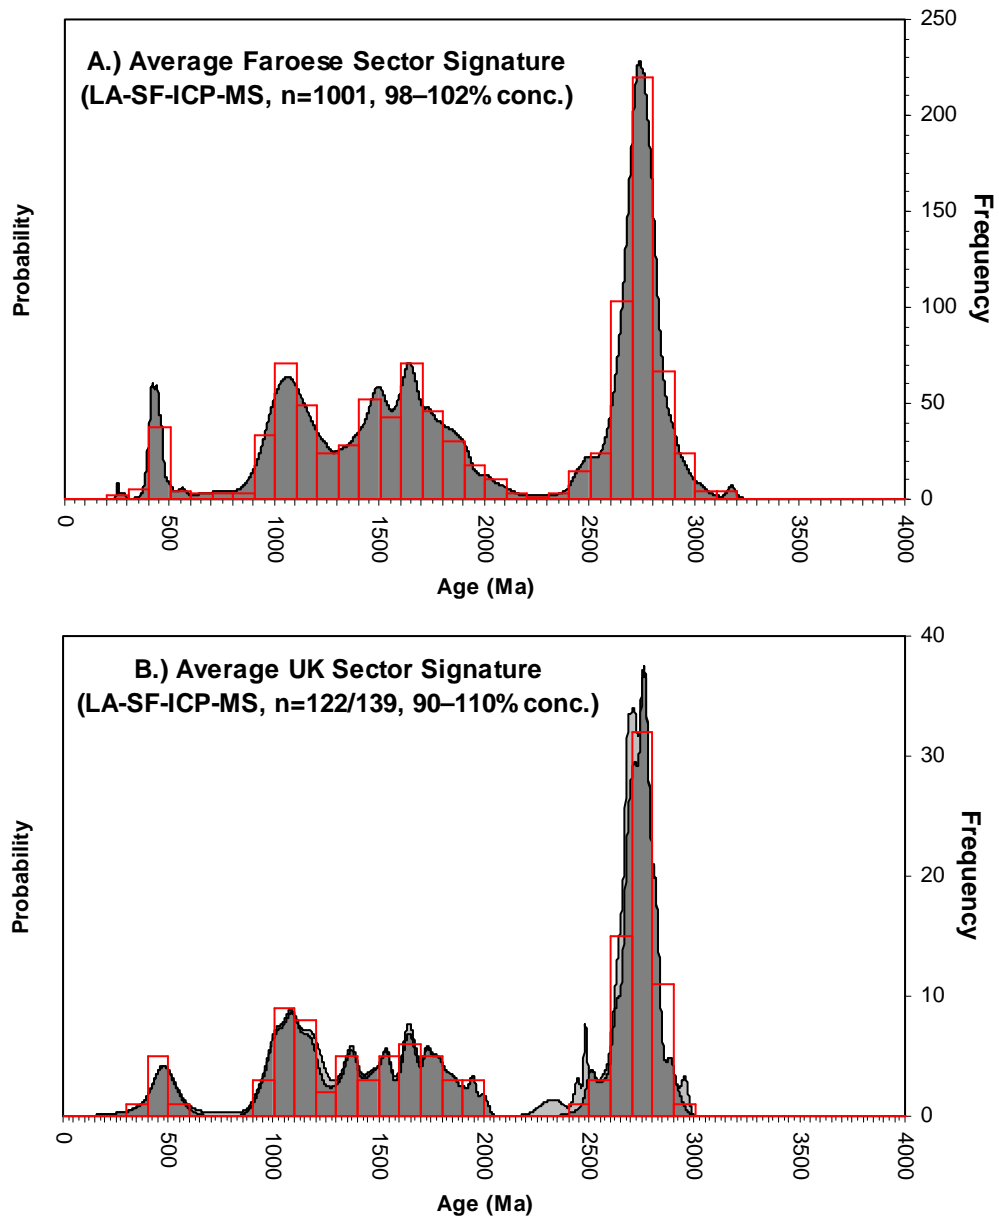 A.) Average Faroese Sector Signature
(LA-SF-ICP-MS, n=1001, 98–102% conc.)
Probability
Frequency
250
200
150
100
50
0
0
500
1000
1500
2000
2500
3000
3500
4000
Age (Ma)
B.) Average UK Sector Signature
(LA-SF-ICP-MS, n=122/139, 90–110% conc.)
Probability
Frequency
40
30
20
10
0
0
500
1000
1500
2000
2500
3000
3500
4000
Age (Ma)